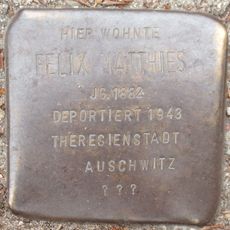 HIER WOHNTE
FELIX MATTHIES
JG. 1882
DEPORTIERT 1943
THERESIENSTADT
AUSCHWITZ
? ? ?